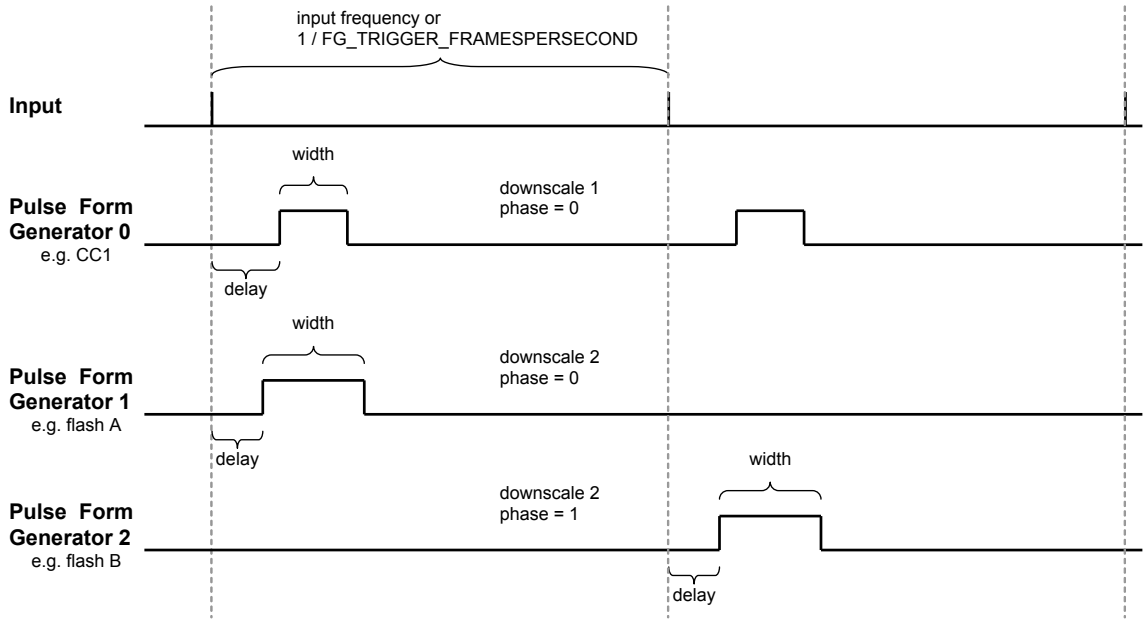 input frequency or
1 / FG_TRIGGER_FRAMESPERSECOND
Input
width
downscale 1
phase = 0
Pulse Form
Generator 0
e.g. CC1
delay
width
downscale 2
phase = 0
Pulse Form
Generator 1
e.g. flash A
delay
width
downscale 2
phase = 1
Pulse Form
Generator 2
e.g. flash B
delay